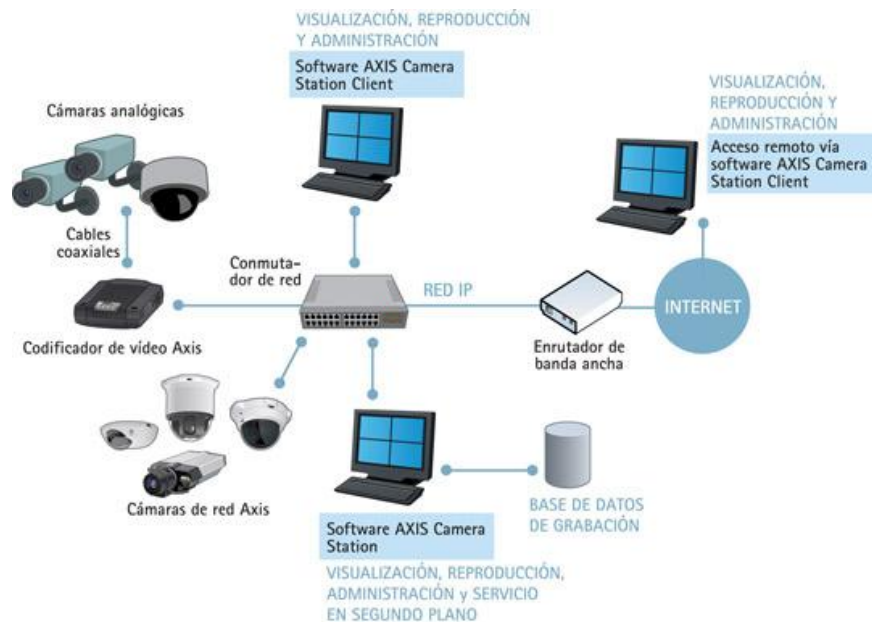 VISUALIZACIÓN, REPRODUCCIÓN
Y ADMINISTRACIÓN
Software AXIS Camera
Station Client
VISUALIZACIÓN,
REPRODUCCIÓN Y
ADMINISTRACIÓN
Acceso remoto vía
software AXIS Camera
Station Client
Cámaras analógicas
Cables
coaxiales
Conmuta-
dor de red
RED IP
INTERNET
Codificador de vídeo Axis
Enrutador de
banda ancha
Cámaras de red Axis
Software AXIS Camera
Station
VISUALIZACIÓN, REPRODUCCIÓN,
ADMINISTRACIÓN y SERVICIO
EN SEGUNDO PLANO
BASE DE DATOS
DE GRABACIÓN